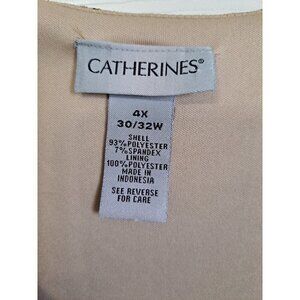 CATHERINES®
4X
30/32W
SHELL
93% POLYESTER
7% SPANDEX
LINING
100% POLYESTER
MADE IN
INDONESIA
SEE REVERSE
FOR CARE